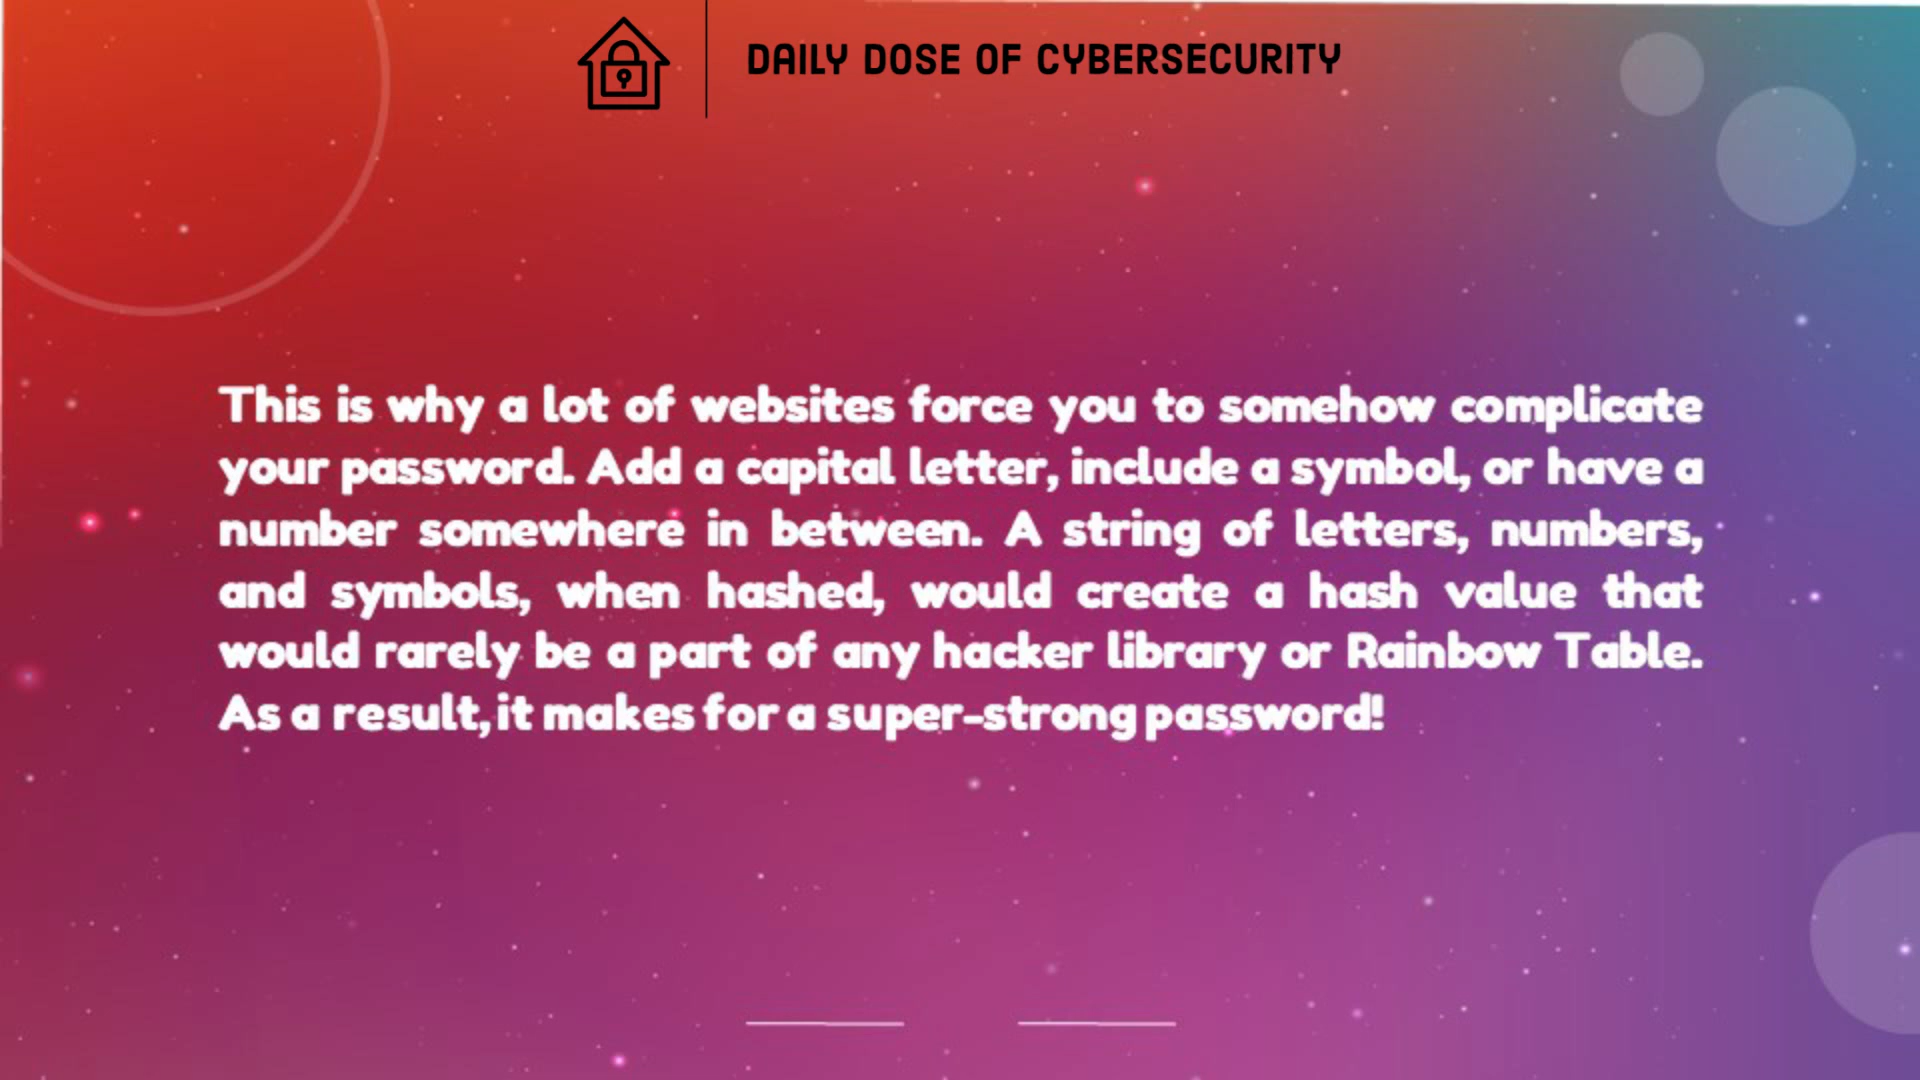 DAILY DOSE OF CYBERSECURITY
This is why a lot of websites force you to somehow complicate
your password. Add a capital letter, include a symbol, or have a
number somewhere in between. A string of letters, numbers,
and symbols, when hashed, would create a hash value that
would rarely be a part of any hacker library or Rainbow Table.
As a result, it makes for a super-strong password!